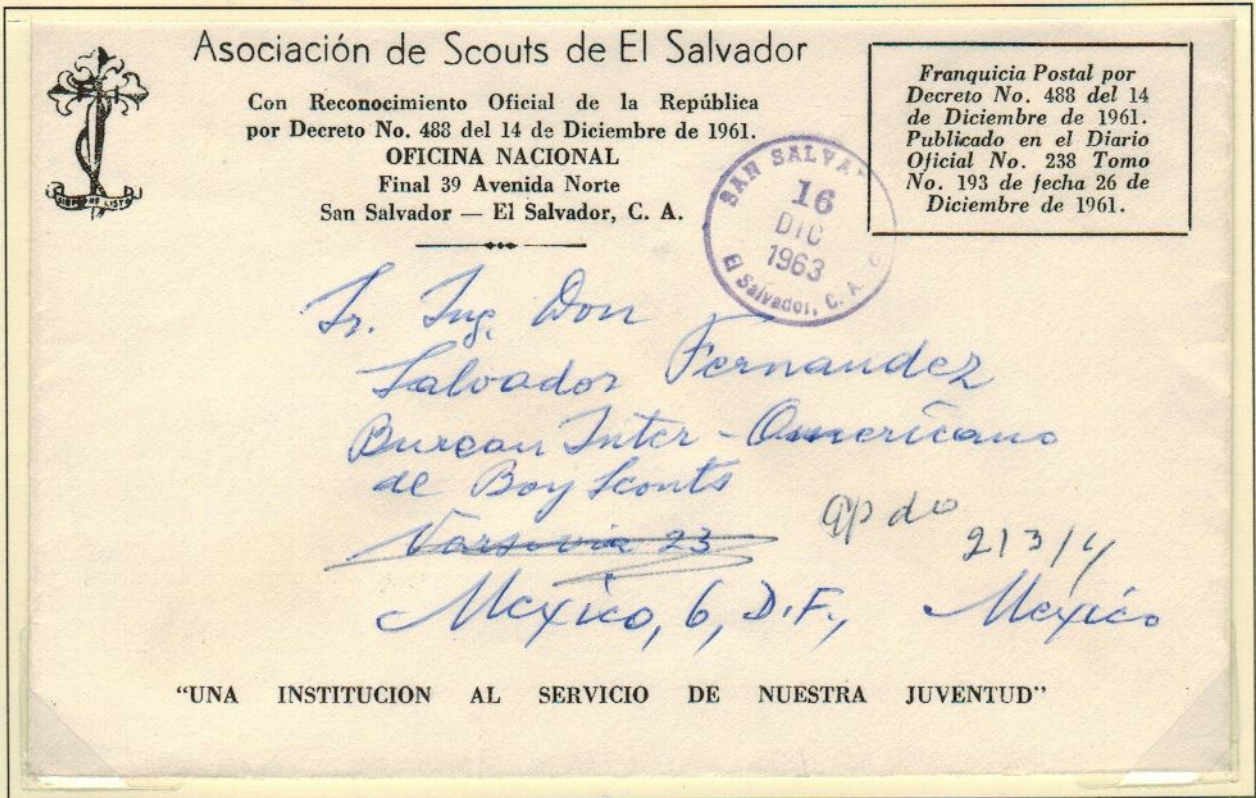 Asociación de Scouts de El Salvador
Con Reconocimiento Oficial de la República
por Decreto No. 488 del 14 de Diciembre de 1961.
OFICINA NACIONAL
Final 39 Avenida Norte
San Salvador — El Salvador, C. A.
SIEMPRE LISTO
Franquicia Postal por
Decreto No. 488 del 14
de Diciembre de 1961.
Publicado en el Diario
Oficial No. 238 Tomo
No. 193 de fecha 26 de
Diciembre de 1961.
SAN SALVA
16
DIC
1963
El Salvador, C. A.
Sr. Ing. Don
Salvador Fernandez
Bureau Inter-Americano
de Boy Scouts
Varsovia 23
apdo
México, 6, D.F., México
"UNA INSTITUCION AL SERVICIO DE NUESTRA JUVENTUD"